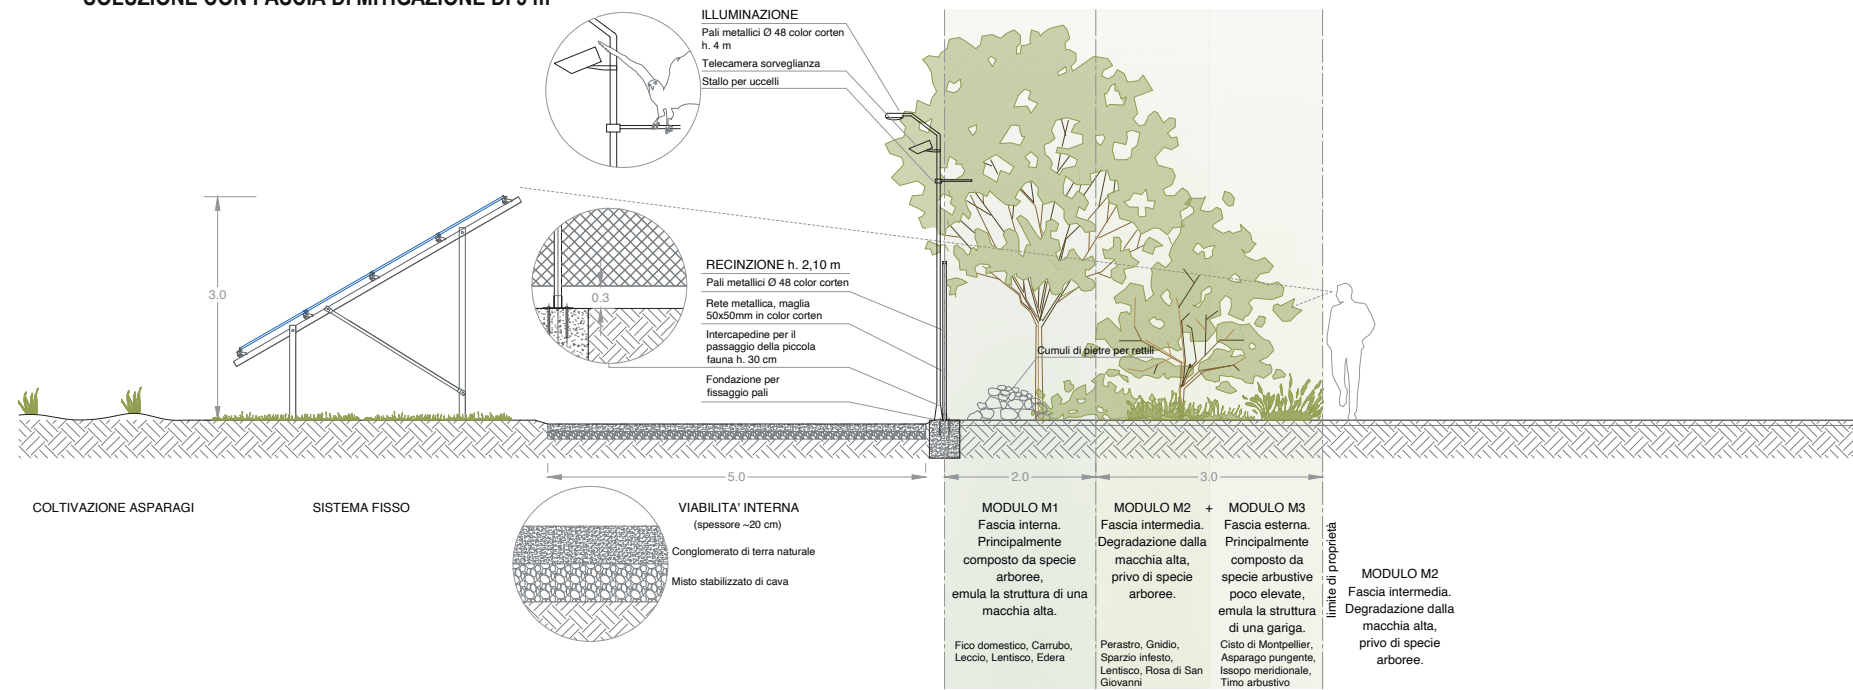 SOLUZIONE CON FASCIA DI MITIGAZIONE DI 5 m
ILLUMINAZIONE
Pali metallici Ø 48 color corten
h. 4 m
Telecamera sorveglianza
Stallo per uccelli
3.0
0.3
RECINZIONE h. 2,10 m
Pali metallici Ø 48 color corten
Rete metallica, maglia
50x50mm in color corten
Intercapedine per il
passaggio della piccola
fauna h. 30 cm
Fondazione per
fissaggio pali
Cumuli di pietre per rettili
5.0
2.0
3.0
COLTIVAZIONE ASPARAGI
SISTEMA FISSO
VIABILITA' INTERNA
(spessore ~20 cm)
Conglomerato di terra naturale
Misto stabilizzato di cava
MODULO M1
Fascia interna.
Principalmente
composto da specie
arboree,
emula la struttura di una
macchia alta.
Fico domestico, Carrubo,
Leccio, Lentisco, Edera
MODULO M2 +
Fascia intermedia.
Degradazione dalla
macchia alta,
privo di specie
arboree.
Perastro, Gnidio,
Sparzio infesto,
Lentisco, Rosa di San
Giovanni
MODULO M3
Fascia esterna.
Principalmente
composto da
specie arbustive
poco elevate,
emula la struttura
di una gariga.
Cisto di Montpellier,
Asparago pungente,
Issopo meridionale,
Timo arbustivo
limite di proprietà
MODULO M2
Fascia intermedia.
Degradazione dalla
macchia alta,
privo di specie
arboree.